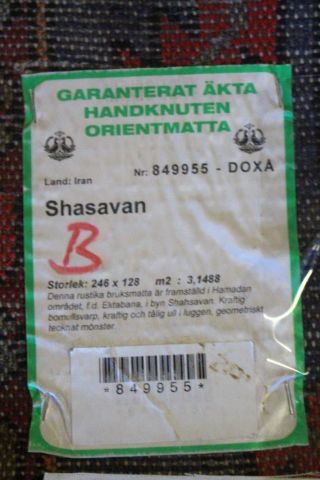 GARANTERAT ÄKTA
HANDKNUTEN
ORIENTMATTA
Land: Iran Nr: 849955 - DOXA
Shasavan
B
Storlek: 246 x 128 m2 : 3,1488
Denna rustika bruksmatta är framställd i Hamadan
området, f.d. Ektabana, i byn Shahsavan. Kraftig
bomullsvarp, kraftig och tålig ull i luggen, geometriskt
tecknat mönster.
*849955*